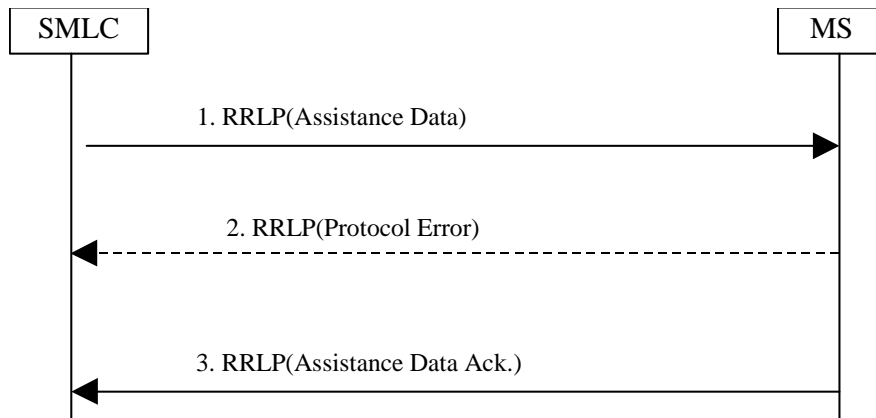 SMLC
MS
1. RRLP(Assistance Data)
2. RRLP(Protocol Error)
3. RRLP(Assistance Data Ack.)